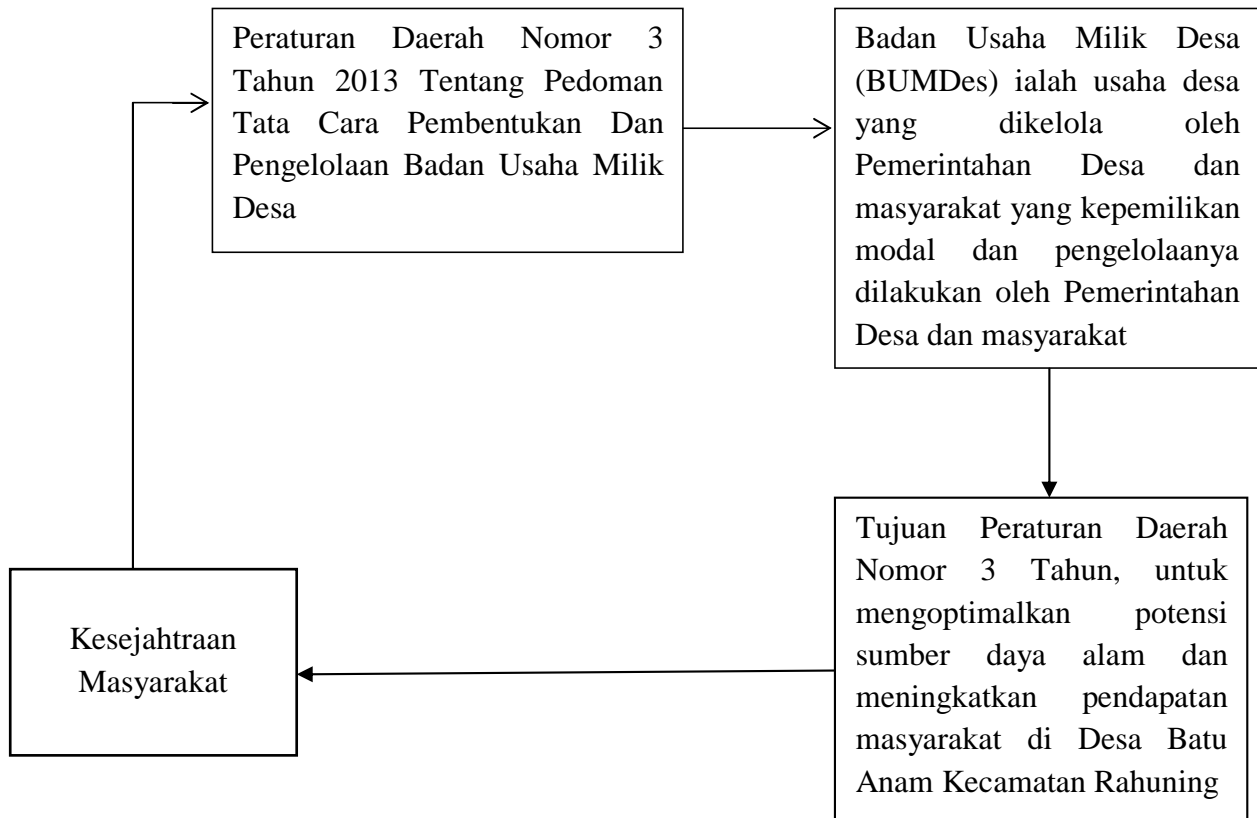 Peraturan Daerah Nomor 3
Tahun 2013 Tentang Pedoman
Tata Cara Pembentukan Dan
Pengelolaan Badan Usaha Milik
Desa
Badan Usaha Milik Desa
(BUMDes) ialah usaha desa
yang dikelola oleh
Pemerintahan Desa dan
masyarakat yang kepemilikan
modal dan pengelolaanya
dilakukan oleh Pemerintahan
Desa dan masyarakat
Tujuan Peraturan Daerah
Nomor 3 Tahun, untuk
mengoptimalkan potensi
sumber daya alam dan
meningkatkan pendapatan
masyarakat di Desa Batu
Anam Kecamatan Rahuning
Kesejahtraan
Masyarakat